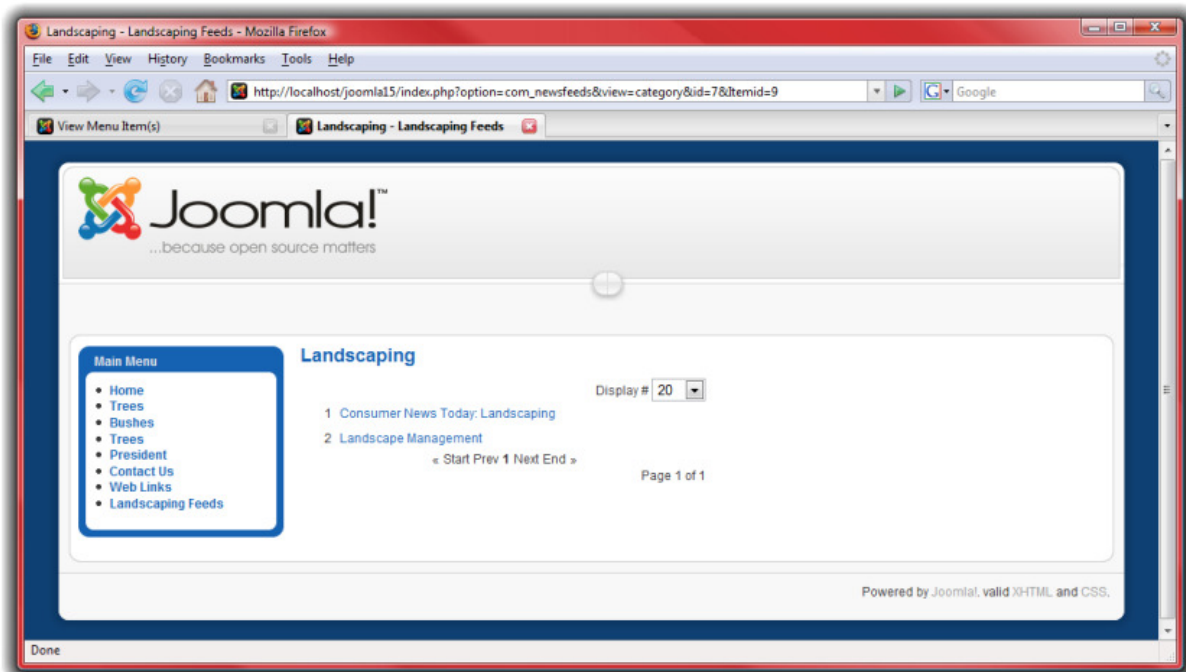 Landscaping - Landscaping Feeds - Mozilla Firefox
File Edit View History Bookmarks Tools Help
http://localhost/joomla15/index.php?option=com_newsfeeds&view=category&id=7&Itemid=9 G Google
View Menu Item(s) Landscaping - Landscaping Feeds
Joomla!™
...because open source matters
Main Menu
Home
Trees
Bushes
Trees
President
Contact Us
Web Links
Landscaping Feeds
Landscaping
Display # 20
1 Consumer News Today: Landscaping
2 Landscape Management
« Start Prev 1 Next End »
Page 1 of 1
Powered by Joomla!. valid XHTML and CSS.
Done